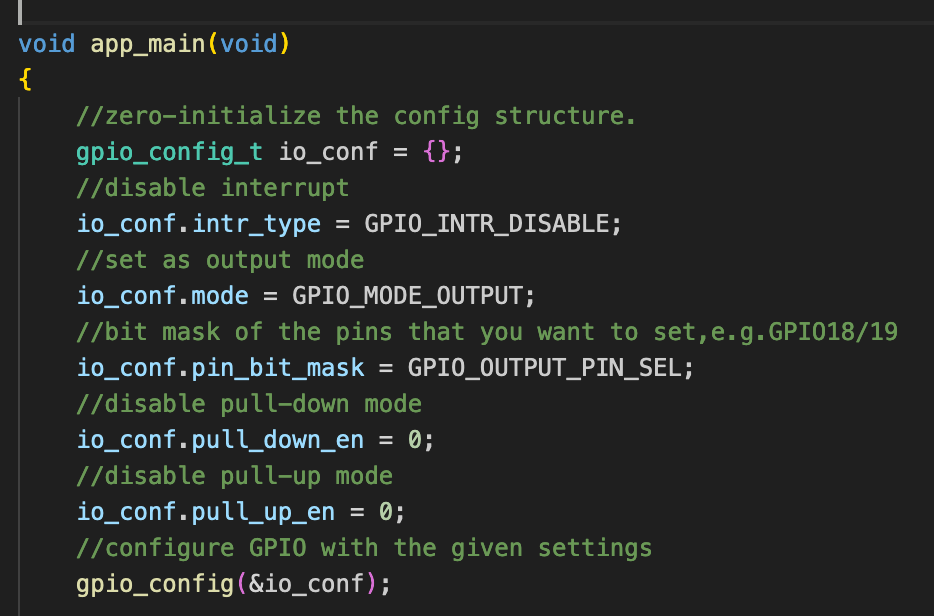 void app_main(void)
{
    //zero-initialize the config structure.
    gpio_config_t io_conf = {};
    //disable interrupt
    io_conf.intr_type = GPIO_INTR_DISABLE;
    //set as output mode
    io_conf.mode = GPIO_MODE_OUTPUT;
    //bit mask of the pins that you want to set,e.g.GPIO18/19
    io_conf.pin_bit_mask = GPIO_OUTPUT_PIN_SEL;
    //disable pull-down mode
    io_conf.pull_down_en = 0;
    //disable pull-up mode
    io_conf.pull_up_en = 0;
    //configure GPIO with the given settings
    gpio_config(&io_conf);